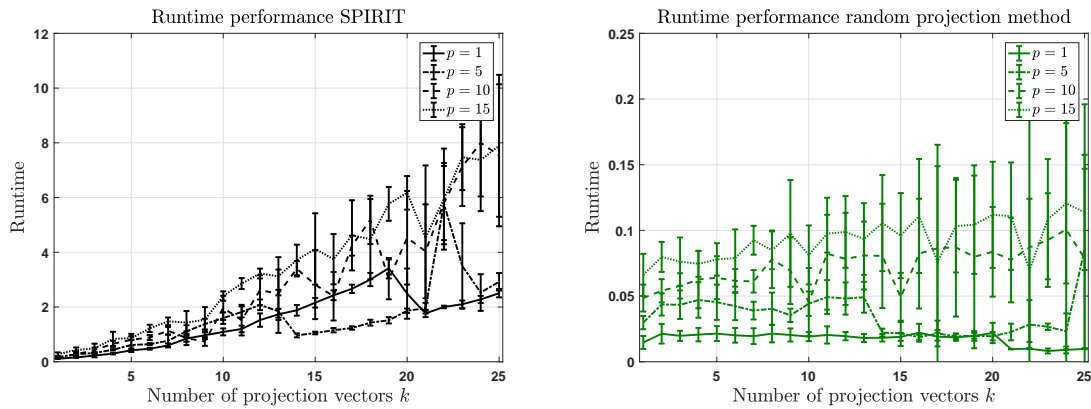 Runtime performance SPIRIT
12
10
8
6
4
2
0
5
10
15
20
25
Runtime
Number of projection vectors k
p = 1
p = 5
p = 10
p = 15
Runtime performance random projection method
0.25
0.2
0.15
0.1
0.05
0
5
10
15
20
25
Runtime
Number of projection vectors k
p = 1
p = 5
p = 10
p = 15